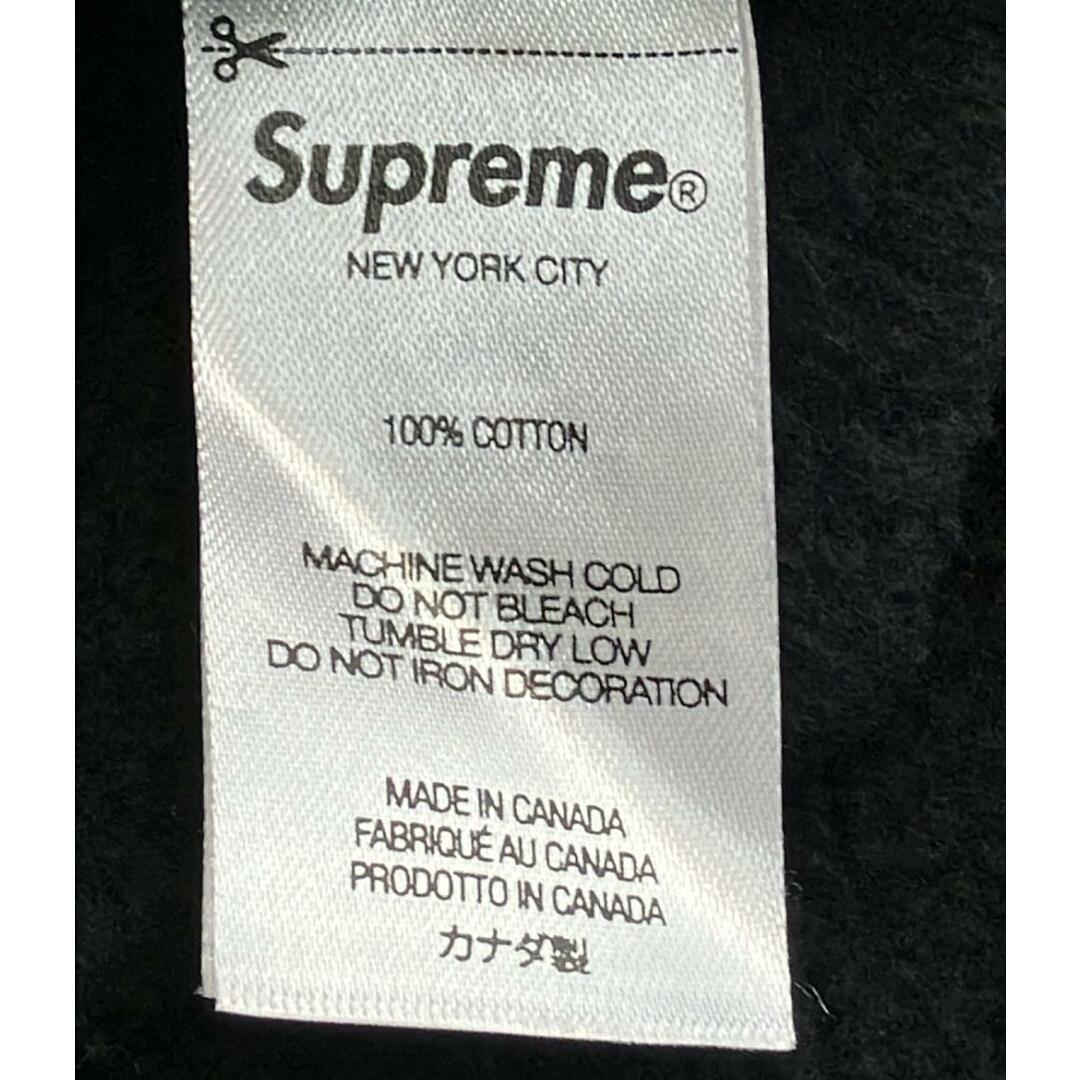 Supreme®
NEW YORK CITY
100% COTTON
MACHINE WASH COLD
DO NOT BLEACH
TUMBLE DRY LOW
DO NOT IRON DECORATION
MADE IN CANADA
FABRIQUÉ AU CANADA
PRODOTTO IN CANADA
カナダ製